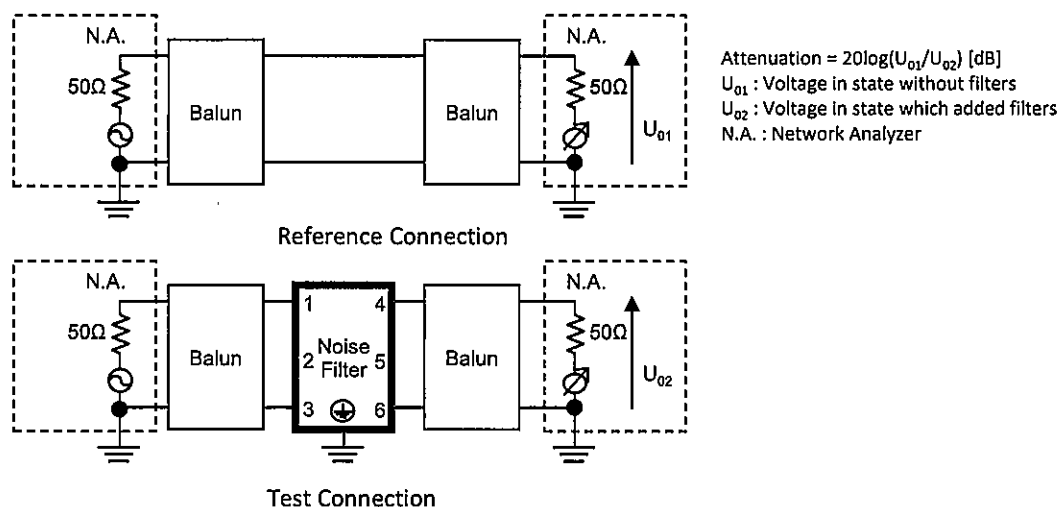 N.A.
50Ω
Balun
Balun
N.A.
50Ω
U₀₁
Attenuation = 20log(U₀₁/U₀₂) [dB]
U₀₁ : Voltage in state without filters
U₀₂ : Voltage in state which added filters
N.A. : Network Analyzer
Reference Connection
N.A.
50Ω
Balun
1 4
2 Noise Filter 5
3 6
Balun
N.A.
50Ω
U₀₂
Test Connection